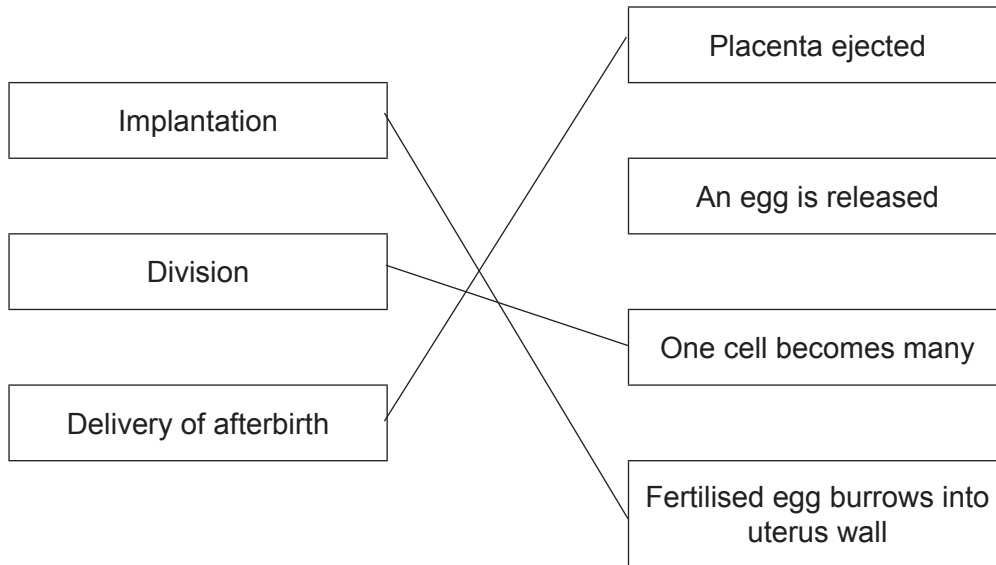 Implantation
Division
Delivery of afterbirth
Placenta ejected
An egg is released
One cell becomes many
Fertilised egg burrows into
uterus wall